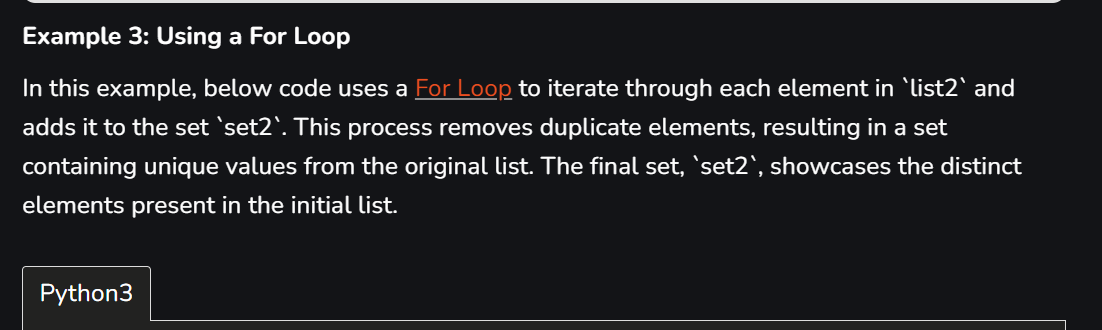 Example 3: Using a For Loop
In this example, below code uses a For Loop to iterate through each element in `list2` and
adds it to the set `set2`. This process removes duplicate elements, resulting in a set
containing unique values from the original list. The final set, `set2`, showcases the distinct
elements present in the initial list.
Python3